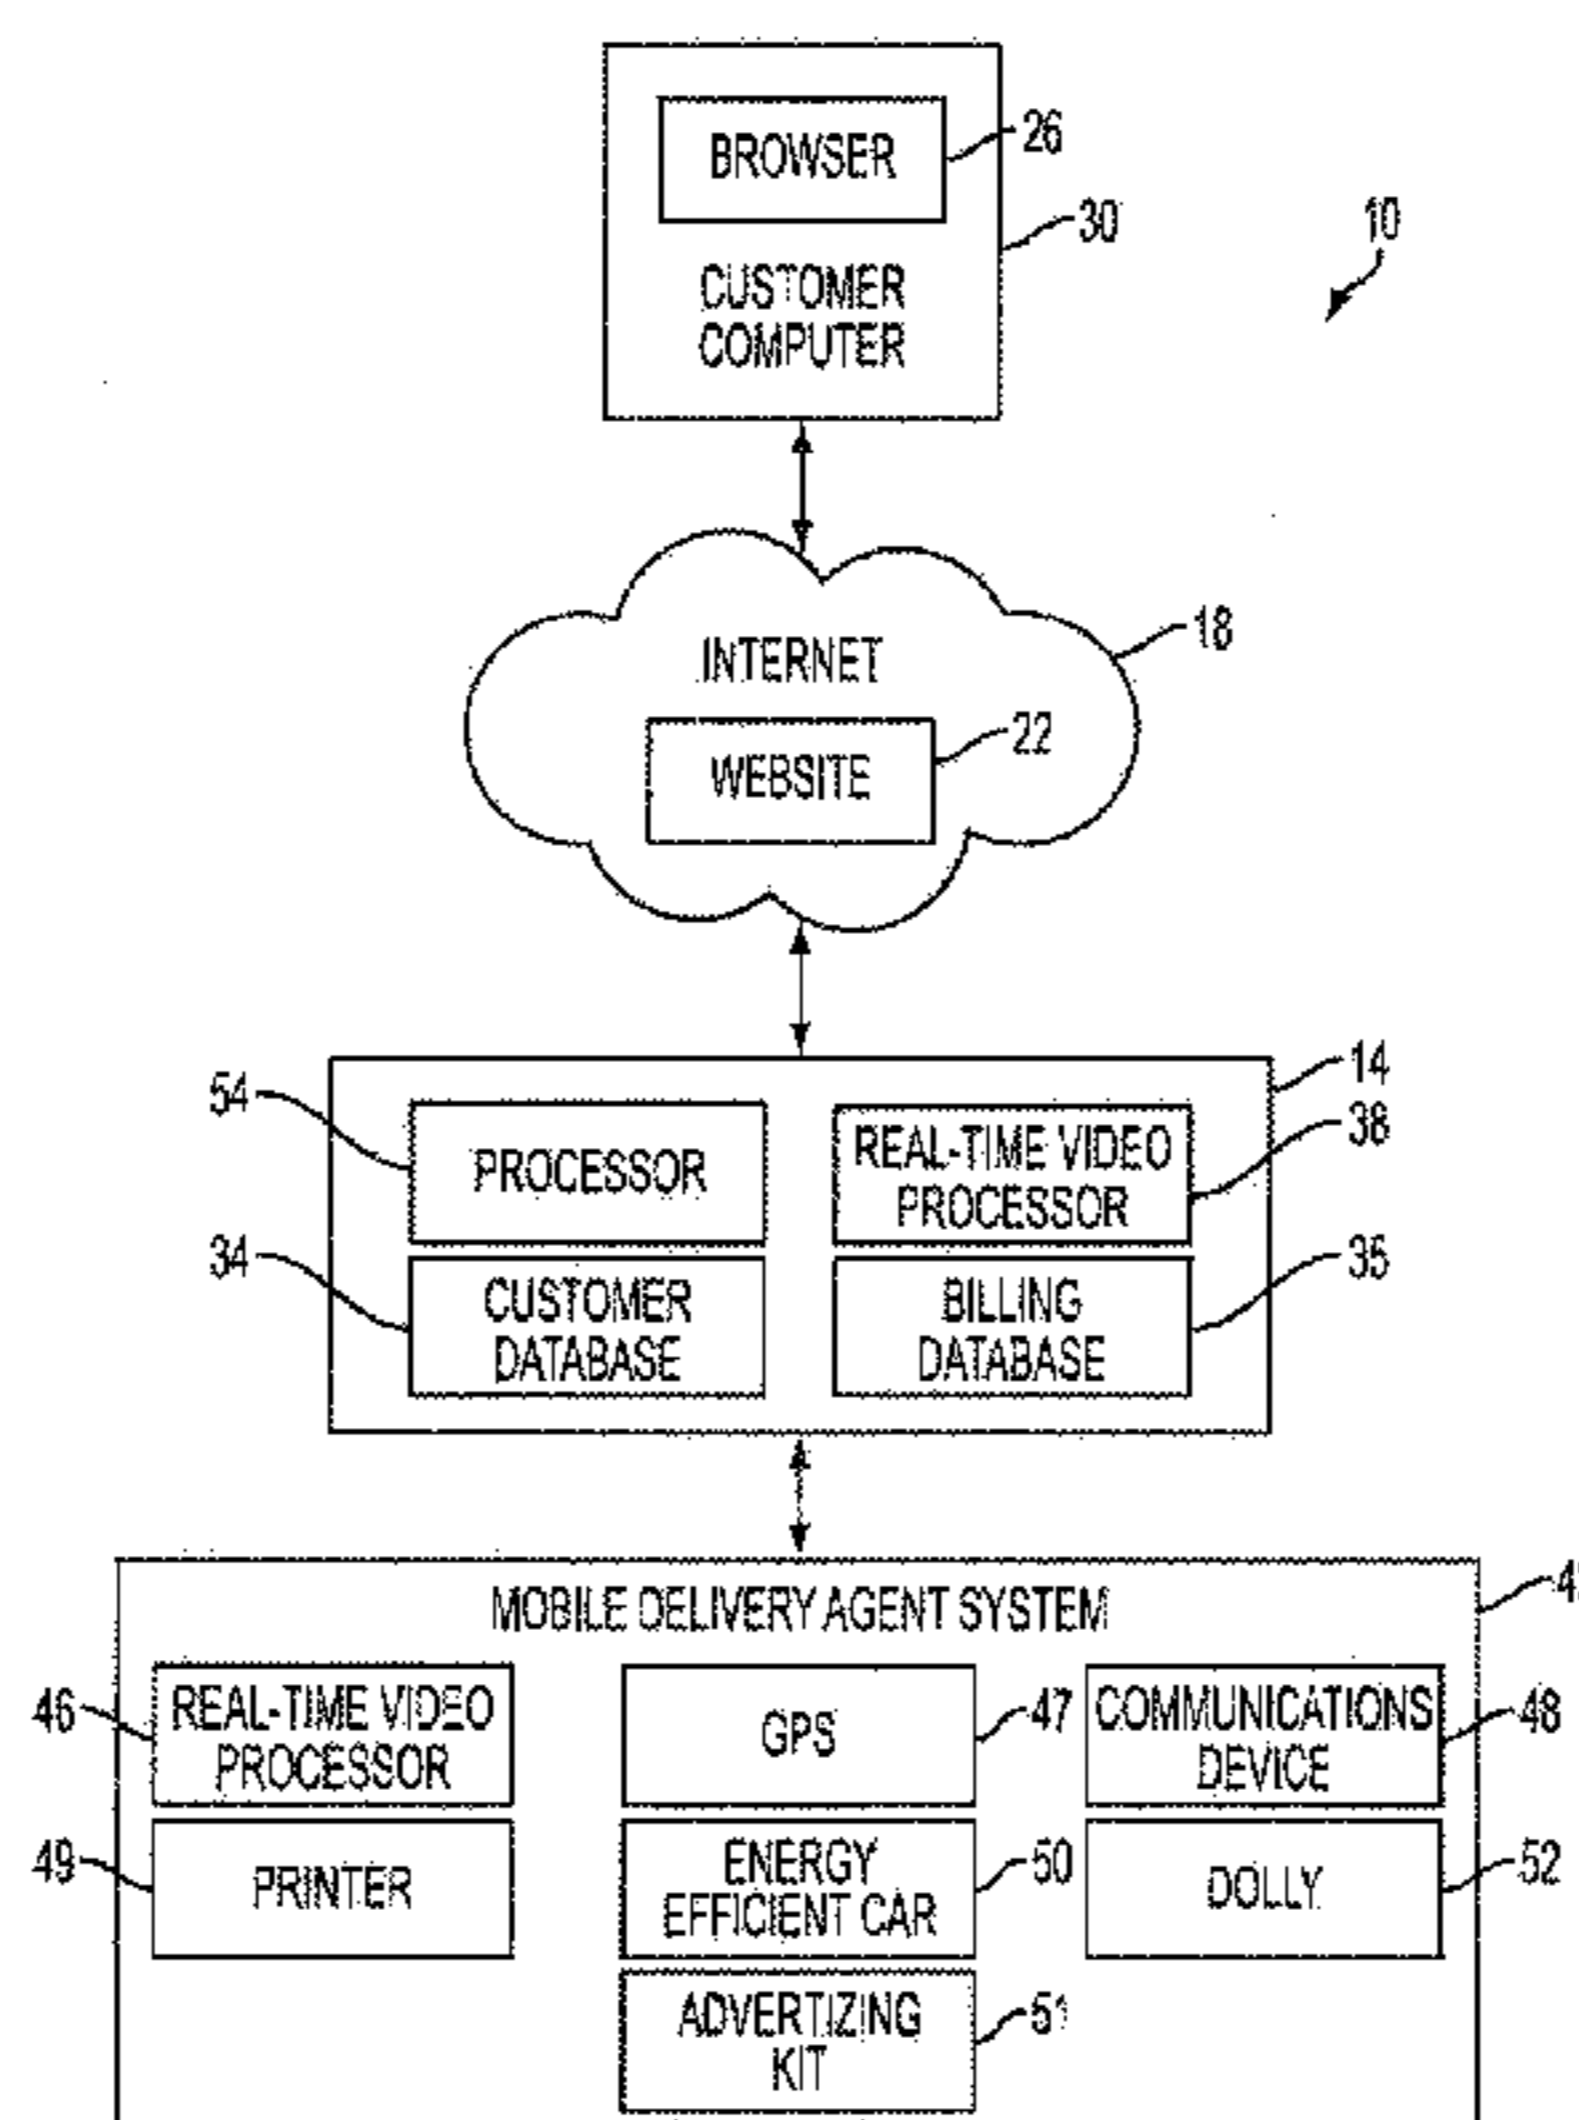 BROWSER
26
30
10
CUSTOMER
COMPUTER
INTERNET
18
WEBSITE
22
14
54
PROCESSOR
REAL-TIME VIDEO
PROCESSOR
38
34
CUSTOMER
DATABASE
BILLING
DATABASE
35
MOBILE DELIVERY AGENT SYSTEM
46
REAL-TIME VIDEO
PROCESSOR
GPS
47
COMMUNICATIONS
DEVICE
48
49
PRINTER
ENERGY
EFFICIENT CAR
50
DOLLY
52
ADVERTIZING
KIT
51